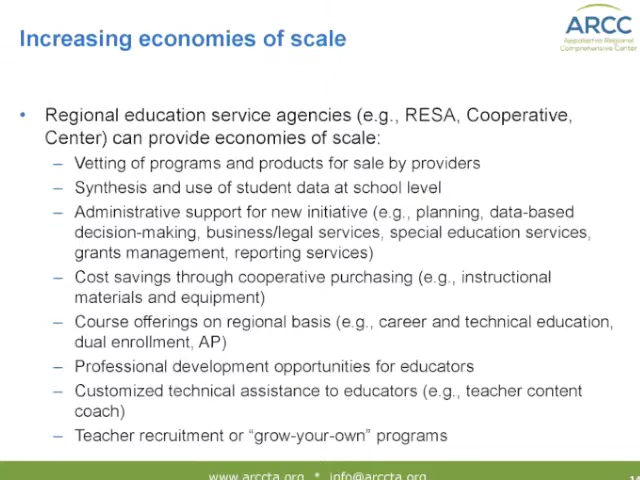 Increasing economies of scale
ARCC
Appalachia Regional
Comprehensive Center
• Regional education service agencies (e.g., RESA, Cooperative,
Center) can provide economies of scale:
– Vetting of programs and products for sale by providers
– Synthesis and use of student data at school level
– Administrative support for new initiative (e.g., planning, data-based
decision-making, business/legal services, special education services,
grants management, reporting services)
– Cost savings through cooperative purchasing (e.g., instructional
materials and equipment)
– Course offerings on regional basis (e.g., career and technical education,
dual enrollment, AP)
– Professional development opportunities for educators
– Customized technical assistance to educators (e.g., teacher content
coach)
– Teacher recruitment or “grow-your-own” programs
www.arccta.org * info@arccta.org